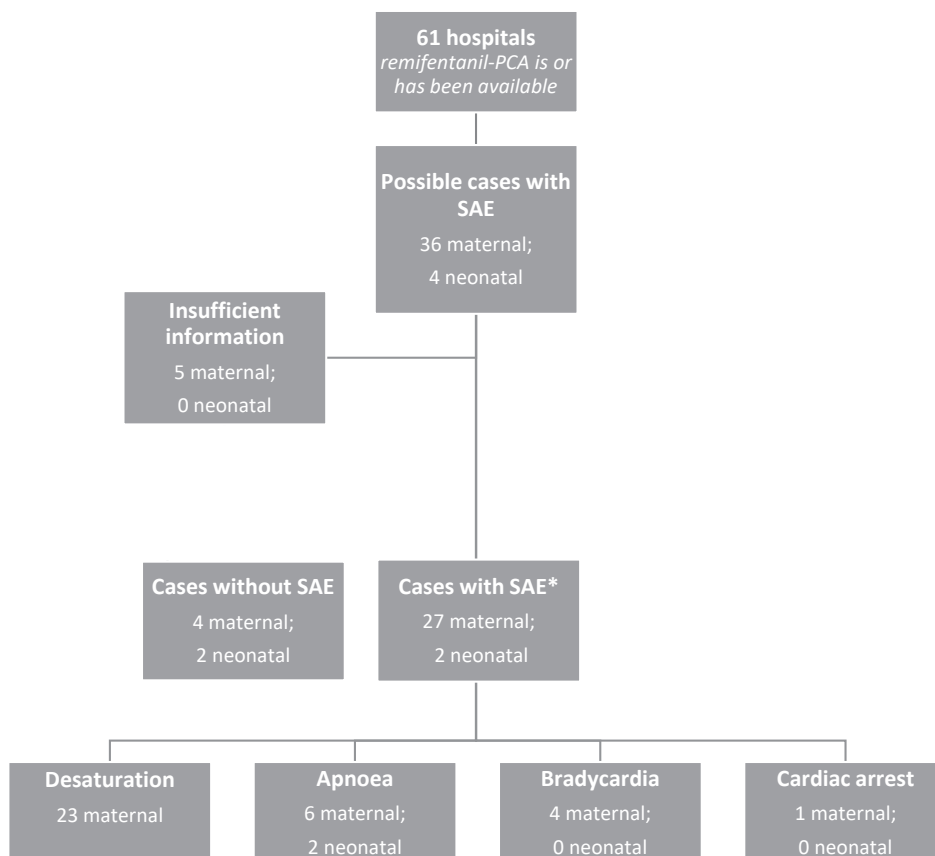 61 hospitals
remifentanil-PCA is or
has been available
Possible cases with
SAE
36 maternal;
4 neonatal
Insufficient
information
5 maternal;
0 neonatal
Cases without SAE
4 maternal;
2 neonatal
Cases with SAE*
27 maternal;
2 neonatal
Desaturation
23 maternal
Apnoea
6 maternal;
2 neonatal
Bradycardia
4 maternal;
0 neonatal
Cardiac arrest
1 maternal;
0 neonatal